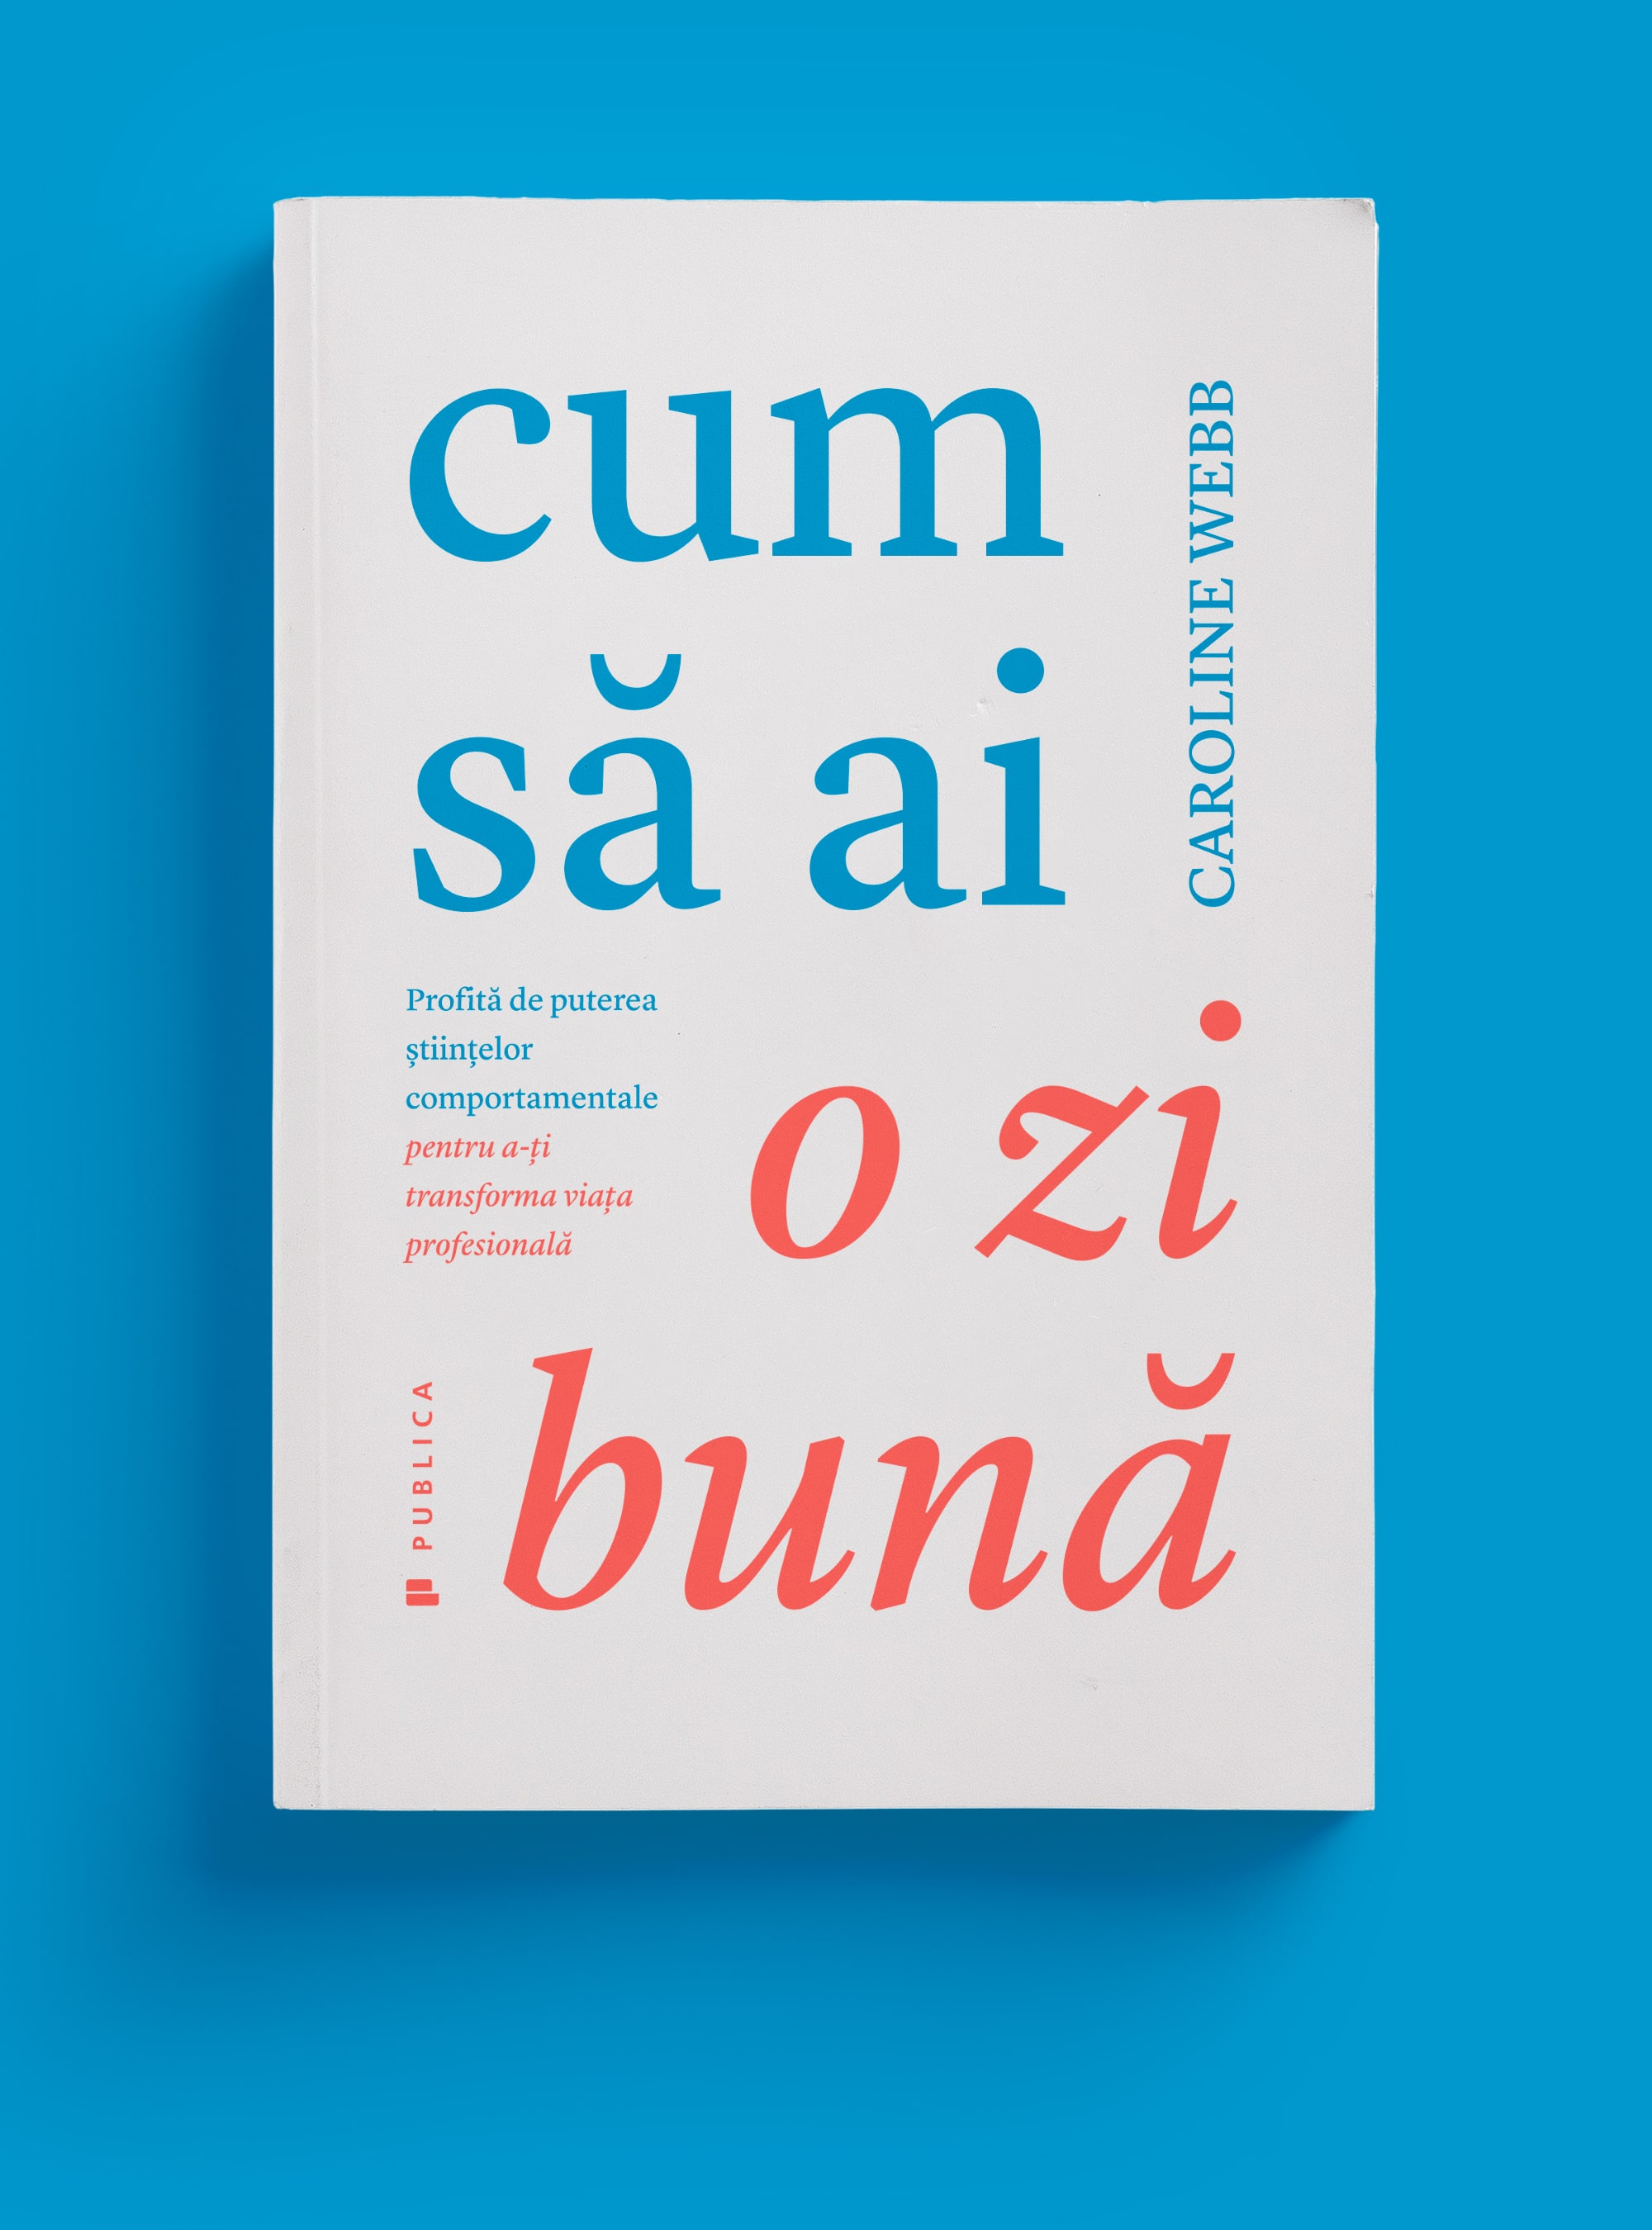 cum
să ai
CAROLINE WEBB
Profită de puterea
științelor
comportamentale
pentru a-ți
transforma viața
profesională
o zi
bună
PUBLICA